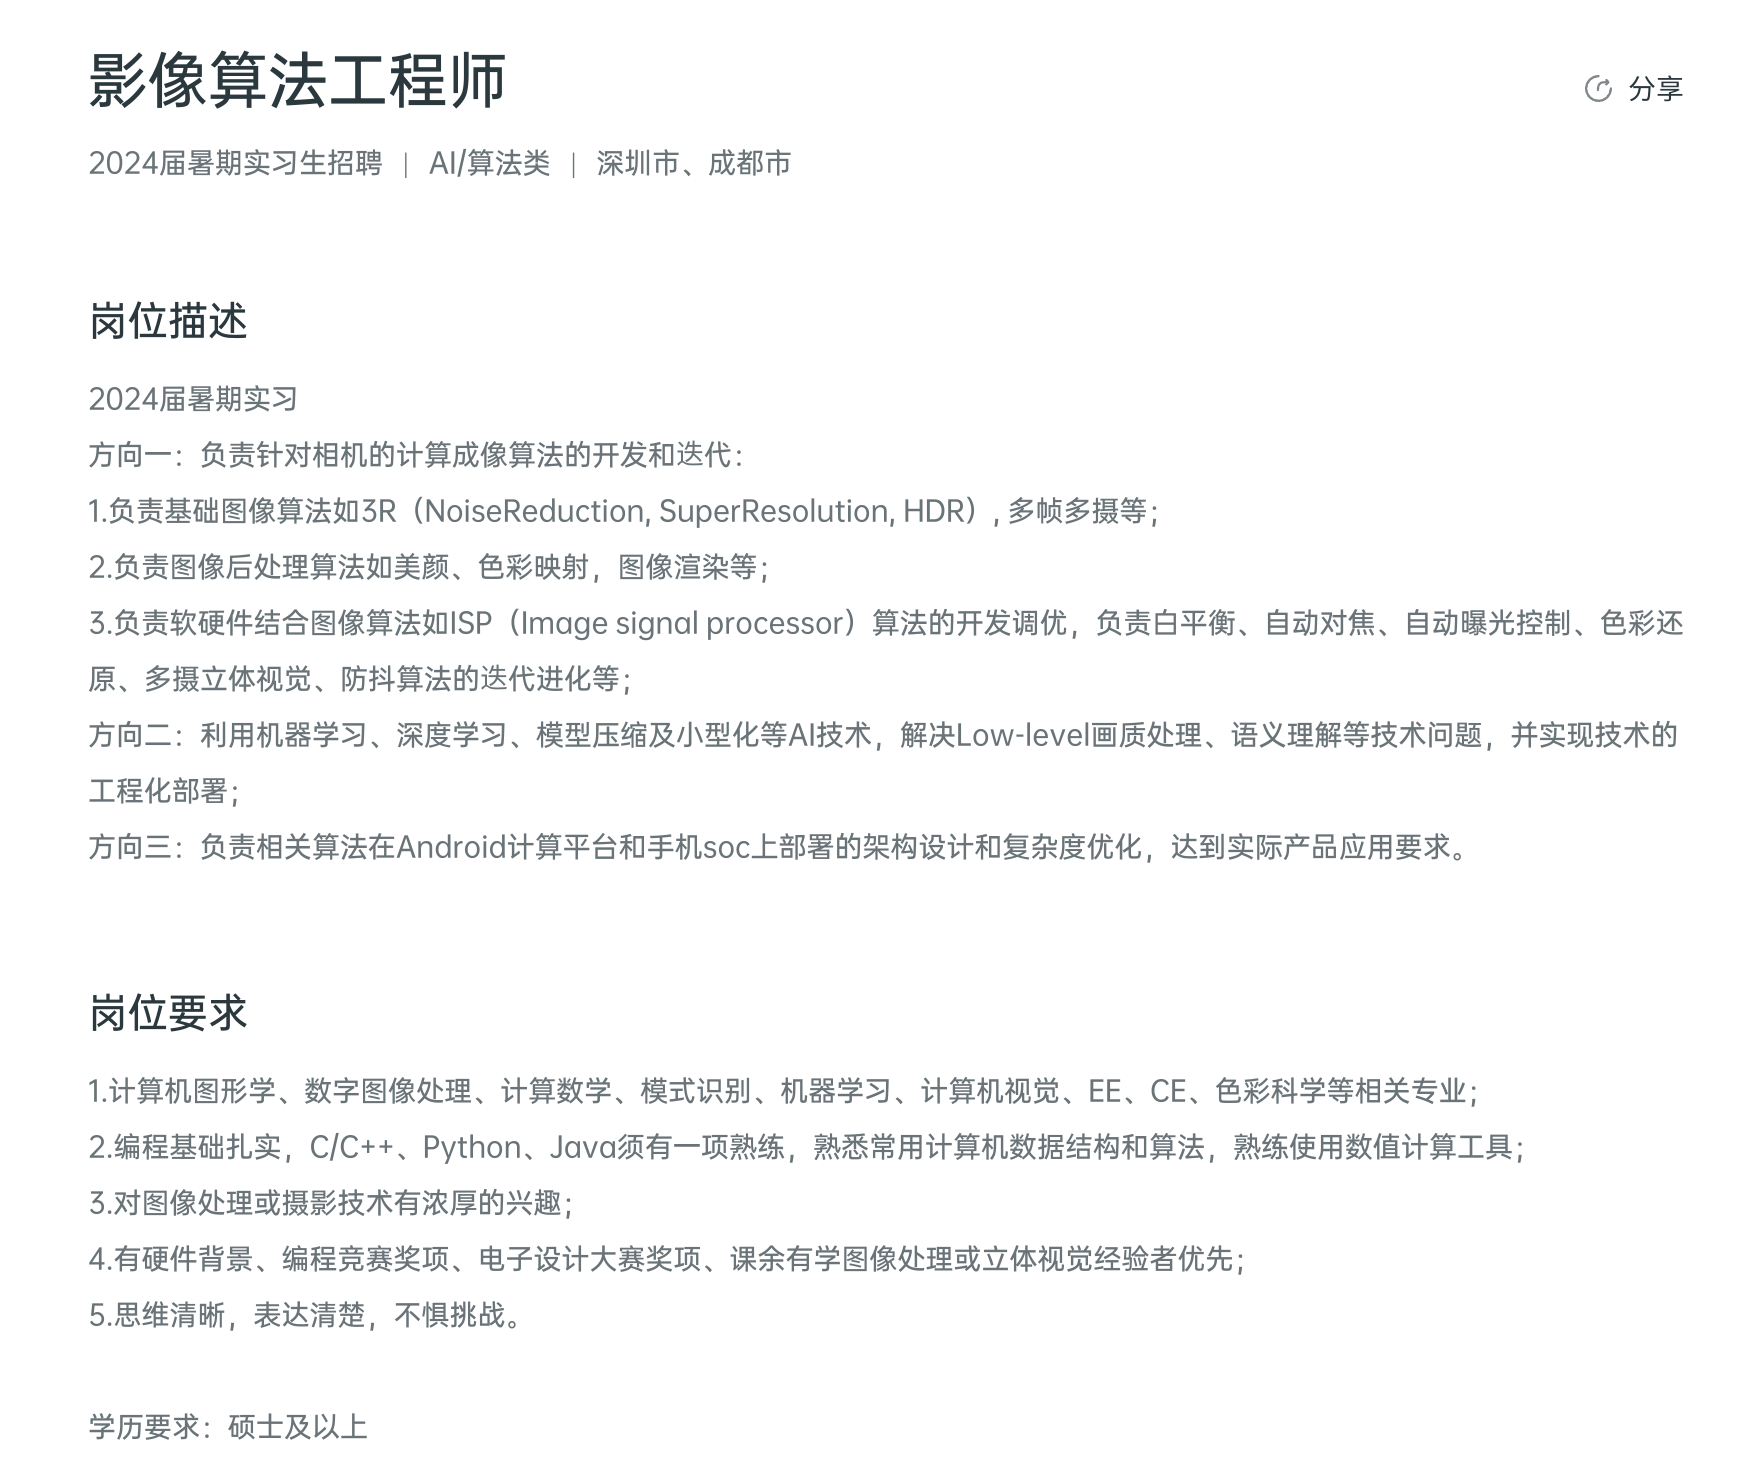 影像算法工程师
分享
2024届暑期实习生招聘 | AI/算法类 | 深圳市、成都市
岗位描述
2024届暑期实习
方向一：负责针对相机的计算成像算法的开发和迭代：
1.负责基础图像算法如3R（NoiseReduction, SuperResolution, HDR）, 多帧多摄等；
2.负责图像后处理算法如美颜、色彩映射，图像渲染等；
3.负责软硬件结合图像算法如ISP（Image signal processor）算法的开发调优，负责白平衡、自动对焦、自动曝光控制、色彩还
原、多摄立体视觉、防抖算法的迭代进化等；
方向二：利用机器学习、深度学习、模型压缩及小型化等AI技术，解决Low-level画质处理、语义理解等技术问题，并实现技术的
工程化部署；
方向三：负责相关算法在Android计算平台和手机soc上部署的架构设计和复杂度优化，达到实际产品应用要求。
岗位要求
1.计算机图形学、数字图像处理、计算数学、模式识别、机器学习、计算机视觉、EE、CE、色彩科学等相关专业；
2.编程基础扎实，C/C++、Python、Java须有一项熟练，熟悉常用计算机数据结构和算法，熟练使用数值计算工具；
3.对图像处理或摄影技术有浓厚的兴趣；
4.有硬件背景、编程竞赛奖项、电子设计大赛奖项、课余有学图像处理或立体视觉经验者优先；
5.思维清晰，表达清楚，不惧挑战。
学历要求：硕士及以上